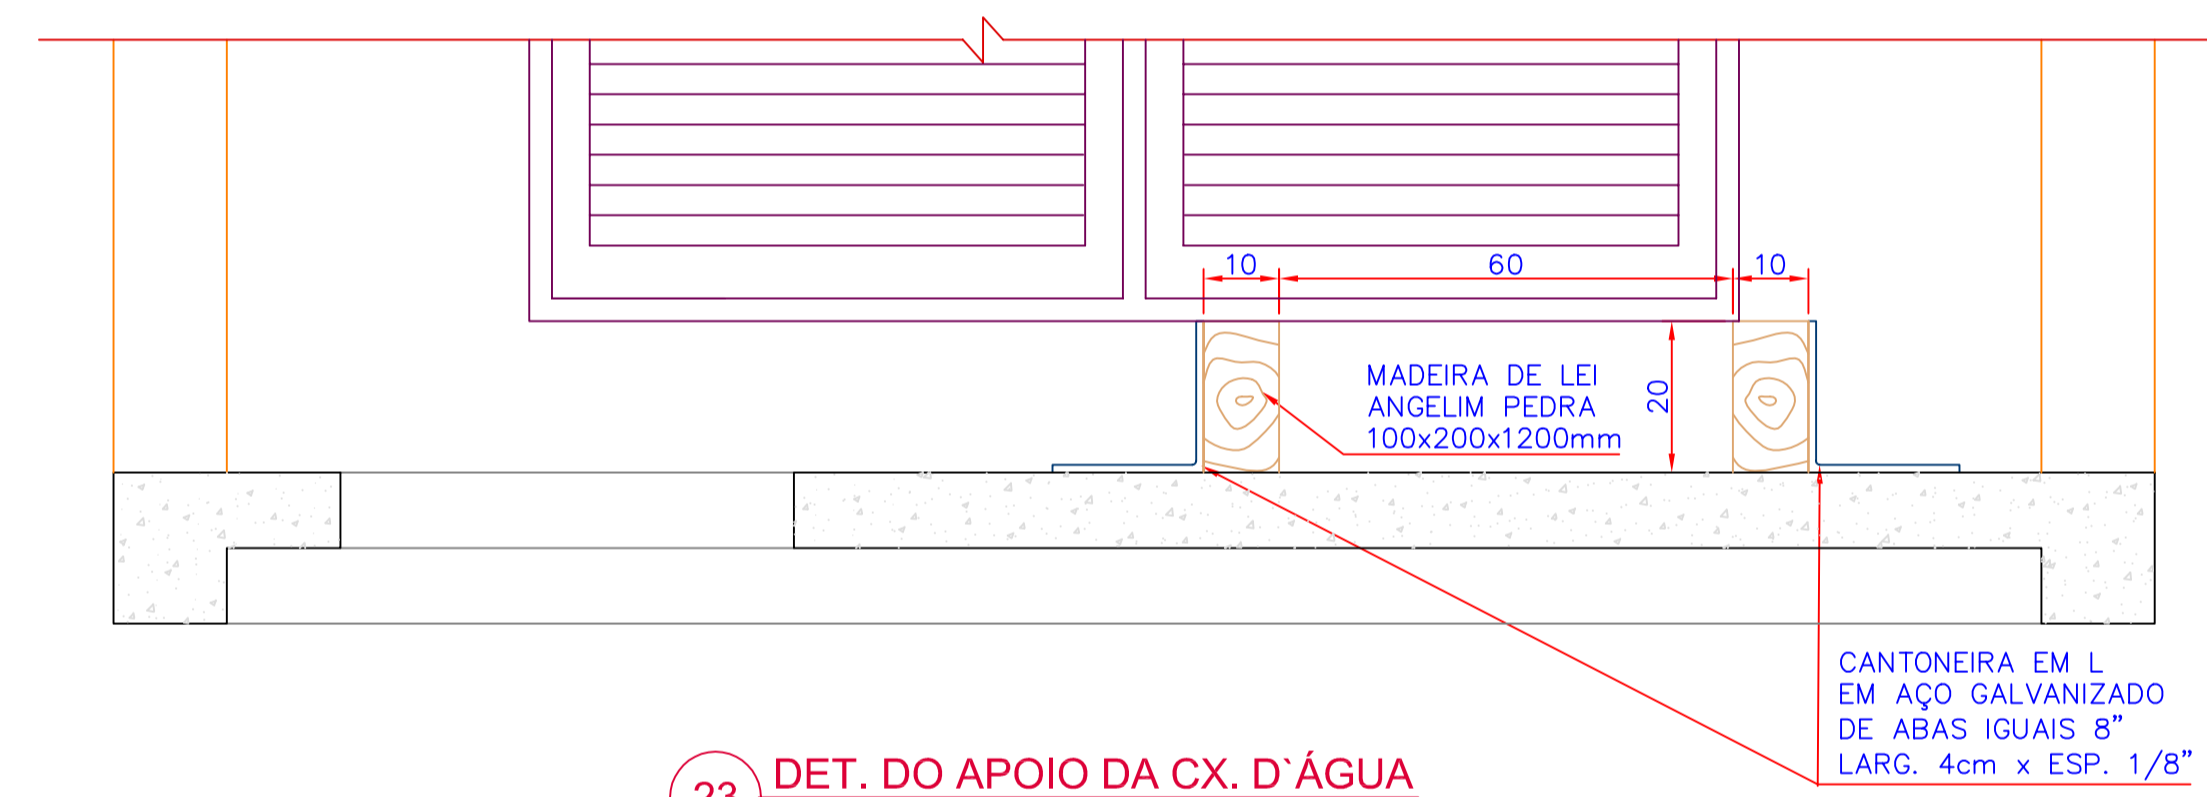 10
60
10
MADEIRA DE LEI
ANGELIM PEDRA
100x200x1200mm
20
CANTONEIRA EM L
EM AÇO GALVANIZADO
DE ABAS IGUAIS 8”
LARG. 4cm x ESP. 1/8”
23
DET. DO APOIO DA CX. D`ÁGUA